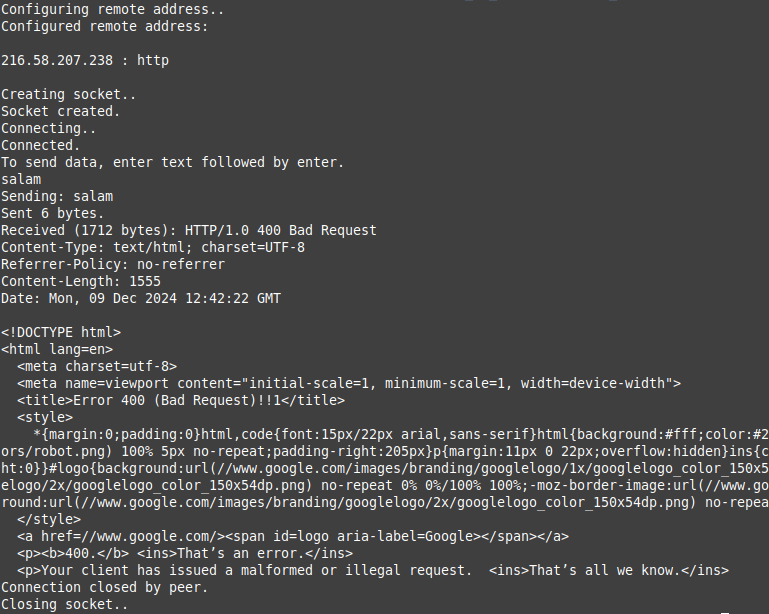 Configuring remote address..
Configured remote address:
216.58.207.238 : http
Creating socket..
Socket created.
Connecting..
Connected.
To send data, enter text followed by enter.
salam
Sending: salam
Sent 6 bytes.
Received (1712 bytes): HTTP/1.0 400 Bad Request
Content-Type: text/html; charset=UTF-8
Referrer-Policy: no-referrer
Content-Length: 1555
Date: Mon, 09 Dec 2024 12:42:22 GMT
<!DOCTYPE html>
<html lang=en>
  <meta charset=utf-8>
  <meta name=viewport content="initial-scale=1, minimum-scale=1, width=device-width">
  <title>Error 400 (Bad Request)!!1</title>
  <style>
    *{margin:0;padding:0}html,code{font:15px/22px arial,sans-serif}html{background:#fff;color:#2
ors/robot.png) 100% 5px no-repeat;padding-right:205px}p{margin:11px 0 22px;overflow:hidden}ins{c
ht:0}}#logo{background:url(//www.google.com/images/branding/googlelogo/1x/googlelogo_color_150x5
elogo/2x/googlelogo_color_150x54dp.png) no-repeat 0% 0%/100% 100%;-moz-border-image:url(//www.go
round:url(//www.google.com/images/branding/googlelogo/2x/googlelogo_color_150x54dp.png) no-repea
  </style>
  <a href=//www.google.com/><span id=logo aria-label=Google></span></a>
  <p><b>400.</b> <ins>That’s an error.</ins>
  <p>Your client has issued a malformed or illegal request.  <ins>That’s all we know.</ins>
Connection closed by peer.
Closing socket..